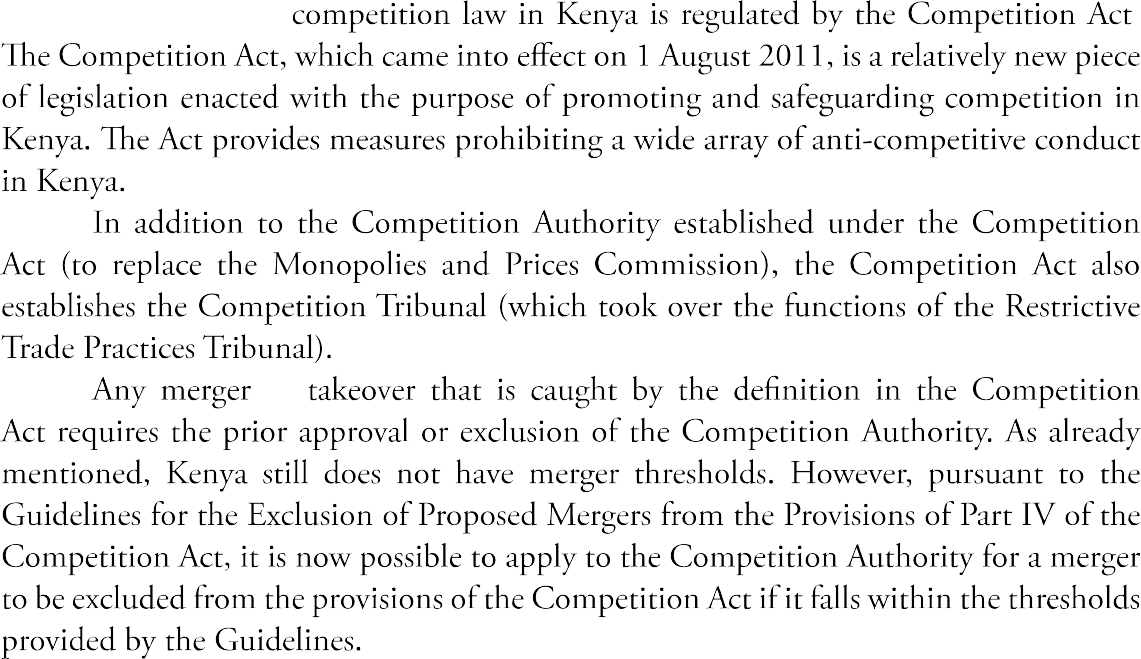 competition law in Kenya is regulated by the Competition Act
The Competition Act, which came into effect on 1 August 2011, is a relatively new piece
of legislation enacted with the purpose of promoting and safeguarding competition in
Kenya. The Act provides measures prohibiting a wide array of anti-competitive conduct
in Kenya.
In addition to the Competition Authority established under the Competition
Act (to replace the Monopolies and Prices Commission), the Competition Act also
establishes the Competition Tribunal (which took over the functions of the Restrictive
Trade Practices Tribunal).
Any merger takeover that is caught by the definition in the Competition
Act requires the prior approval or exclusion of the Competition Authority. As already
mentioned, Kenya still does not have merger thresholds. However, pursuant to the
Guidelines for the Exclusion of Proposed Mergers from the Provisions of Part IV of the
Competition Act, it is now possible to apply to the Competition Authority for a merger
to be excluded from the provisions of the Competition Act if it falls within the thresholds
provided by the Guidelines.